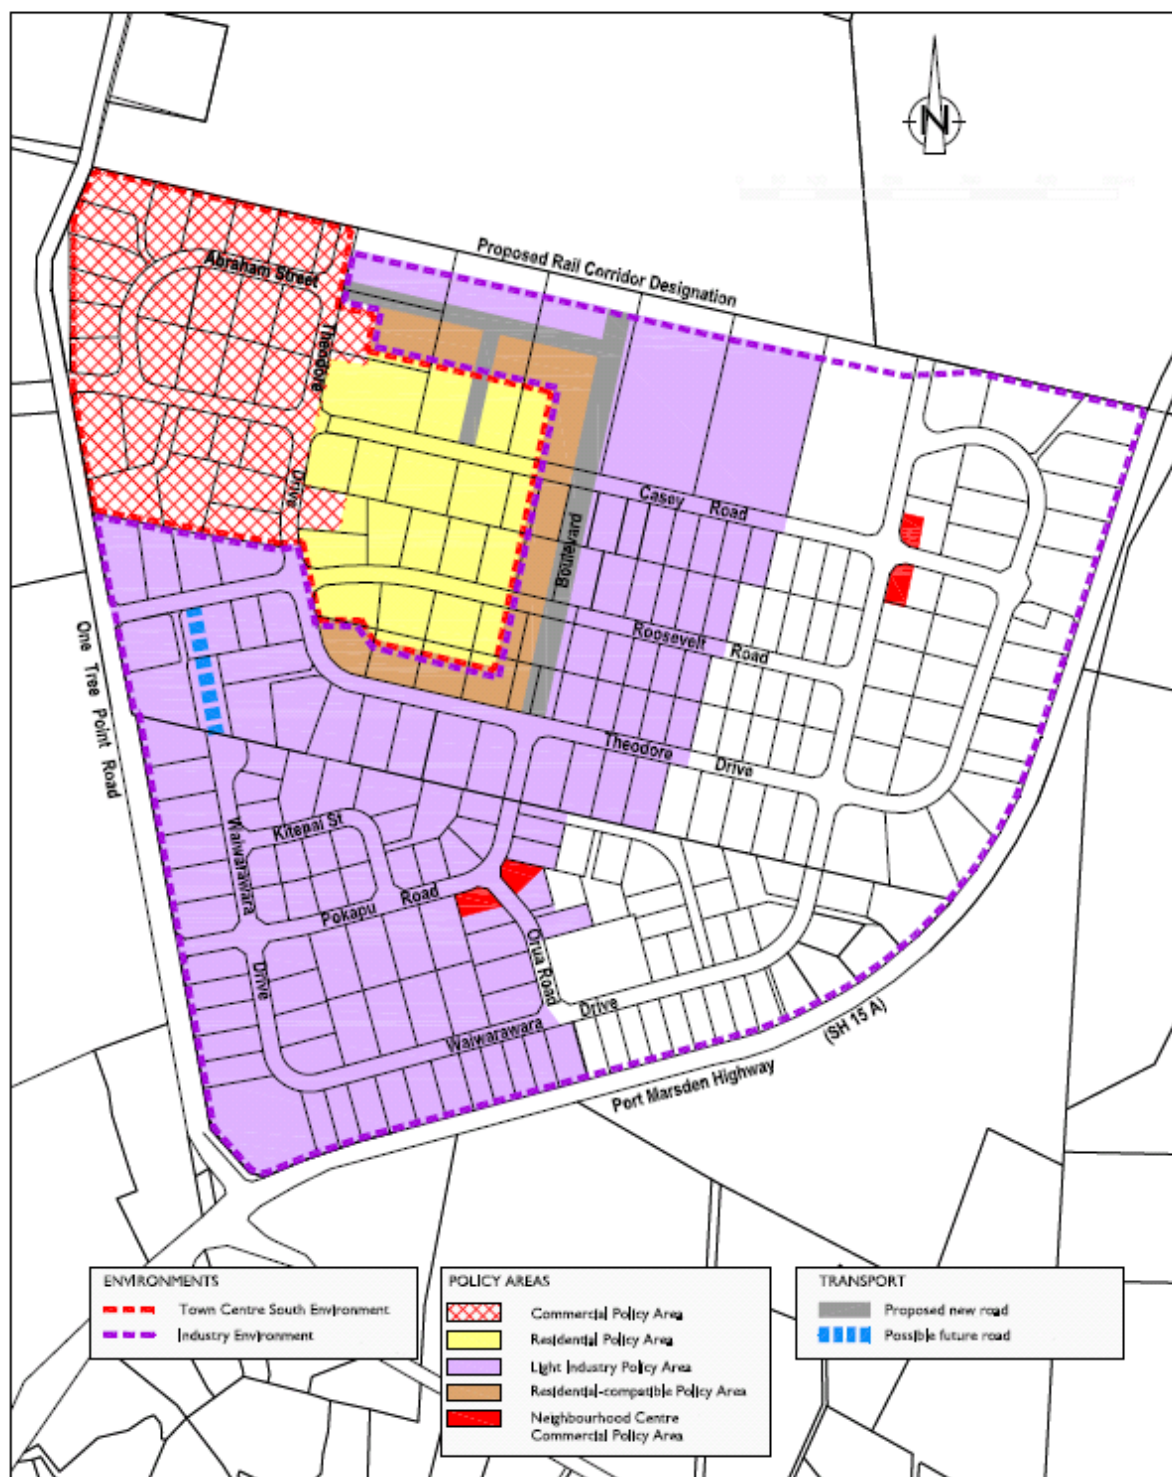 N
Proposed Rail Corridor Designation
Abraham Street
Theodore
Drive
Casey Road
Boulevard
Roosevelt Road
One Tree Point Road
Theodore Drive
Kitepai St
Waiwarawara
Pokapu Road
Orua Road
Drive
Waiwarawara Drive
(SH 15 A)
Port Marsden Highway
ENVIRONMENTS
Town Centre South Environment
Industry Environment
POLICY AREAS
Commercial Policy Area
Residential Policy Area
Light Industry Policy Area
Residential-compatible Policy Area
Neighbourhood Centre
Commercial Policy Area
TRANSPORT
Proposed new road
Possible future road